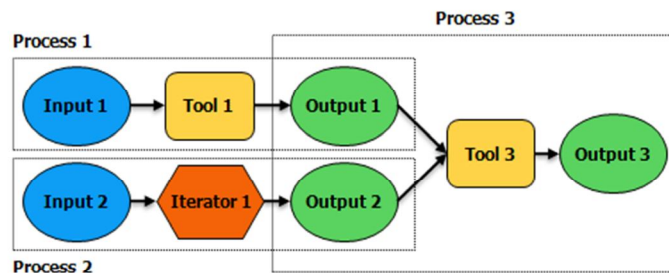 Process 3
Process 1
Input 1
Tool 1
Output 1
Tool 3
Output 3
Input 2
Iterator 1
Output 2
Process 2